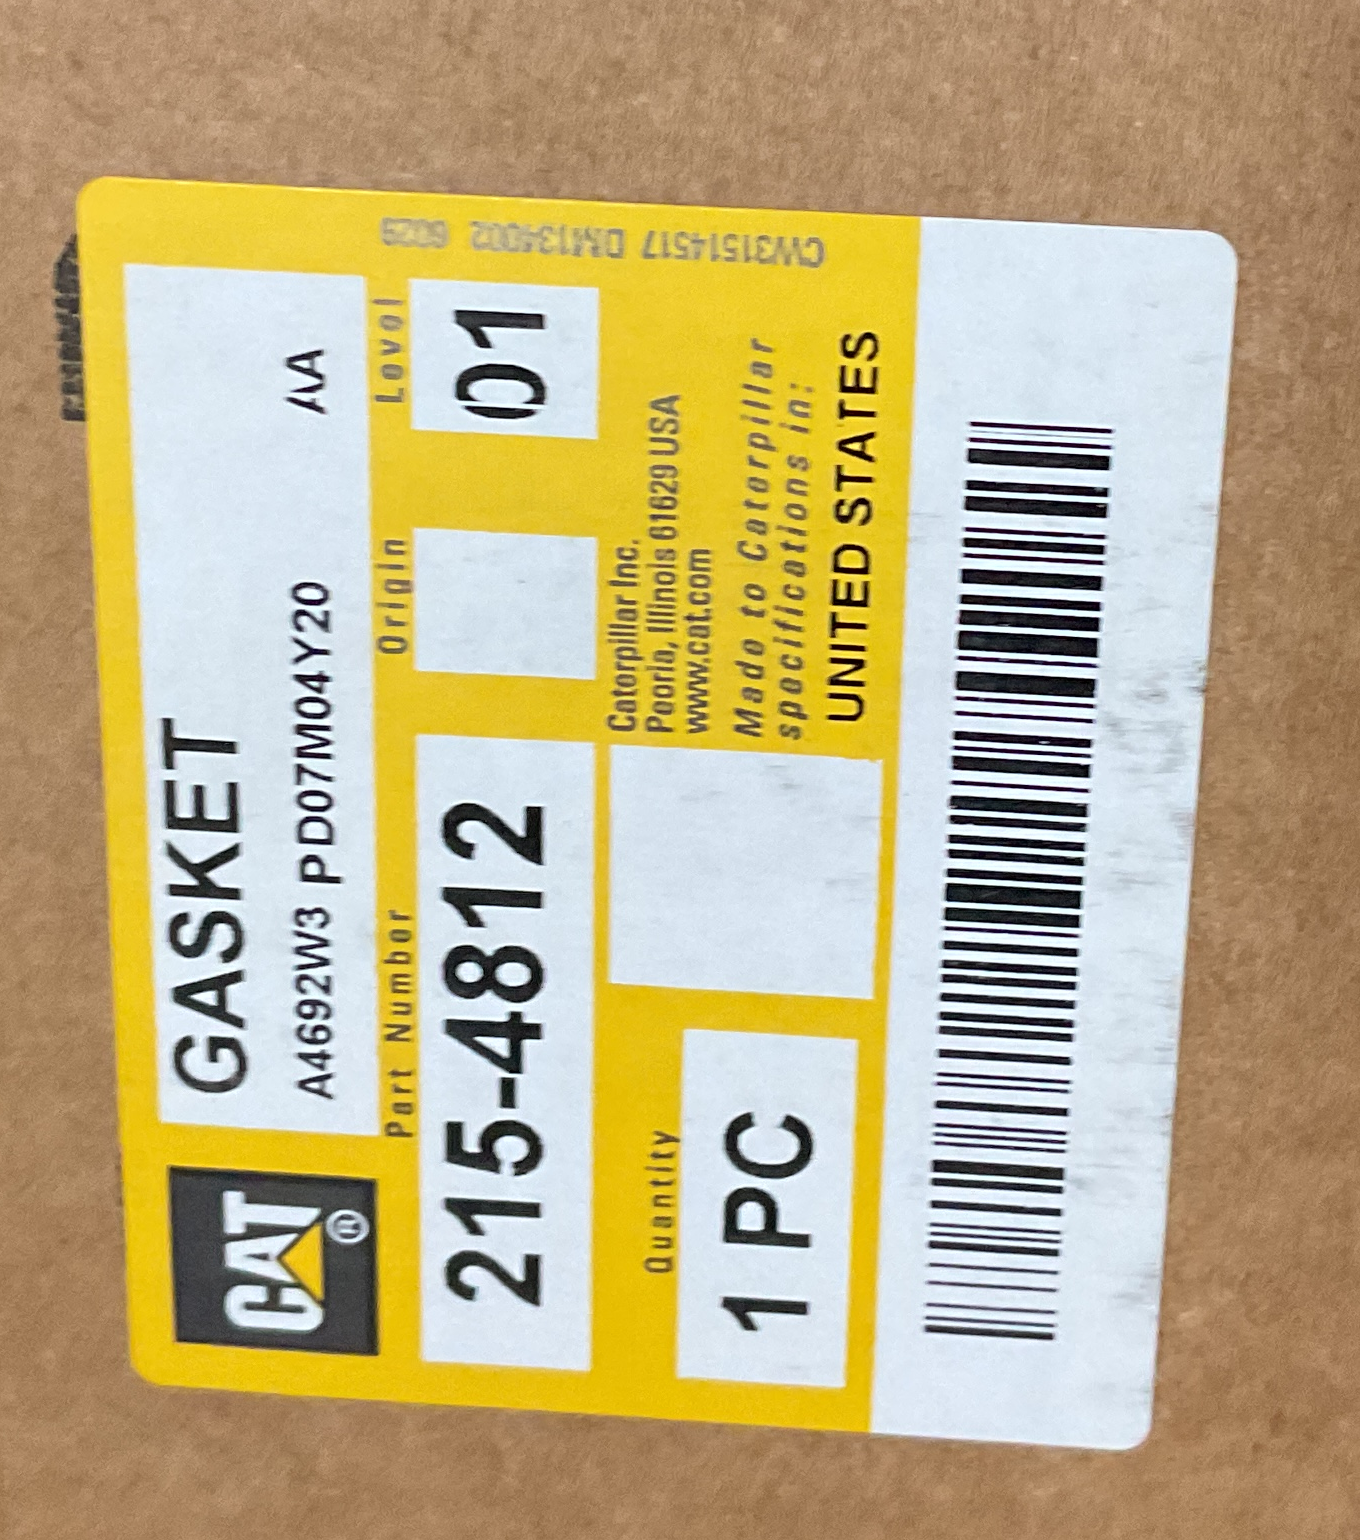 CAT®
GASKET
A4692W3 PD07M04Y20 AA
Part Number Origin Level
215-4812 01
Quantity
1 PC
Caterpillar Inc.
Peoria, Illinois 61629 USA
www.cat.com
Made to Caterpillar
specifications in:
UNITED STATES
CW31514517 DM134002 6029